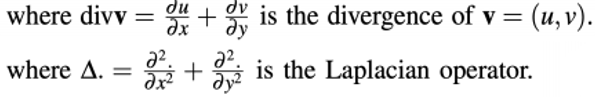 where divv = ∂u/∂x + ∂v/∂y is the divergence of v = (u, v).
where Δ. = ∂²./∂x² + ∂²./∂y² is the Laplacian operator.